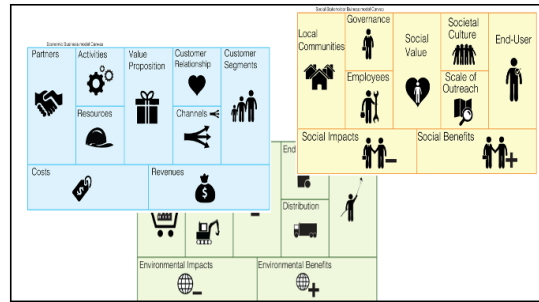 Economic Business model Canvas
Partners
Activities
Value
Proposition
Customer
Relationship
Customer
Segments
Resources
Channels
Costs
Revenues
Social Stakeholder Business model Canvas
Local
Communities
Governance
Social
Value
Societal
Culture
End-User
Employees
Scale of
Outreach
Social Impacts
Social Benefits
End
Distribution
Environmental Impacts
Environmental Benefits